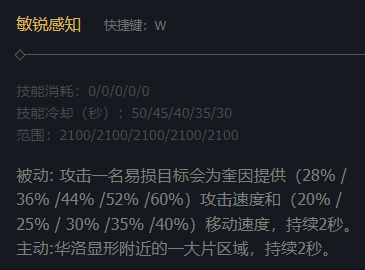 敏锐感知 快捷键：W
技能消耗：0/0/0/0/0
技能冷却（秒）：50/45/40/35/30
范围：2100/2100/2100/2100/2100
被动: 攻击一名易损目标会为奎因提供（28% /
36% /44% /52% /60%）攻击速度和（20% /
25% / 30% /35% /40%）移动速度，持续2秒。
主动:华洛显形附近的一大片区域，持续2秒。